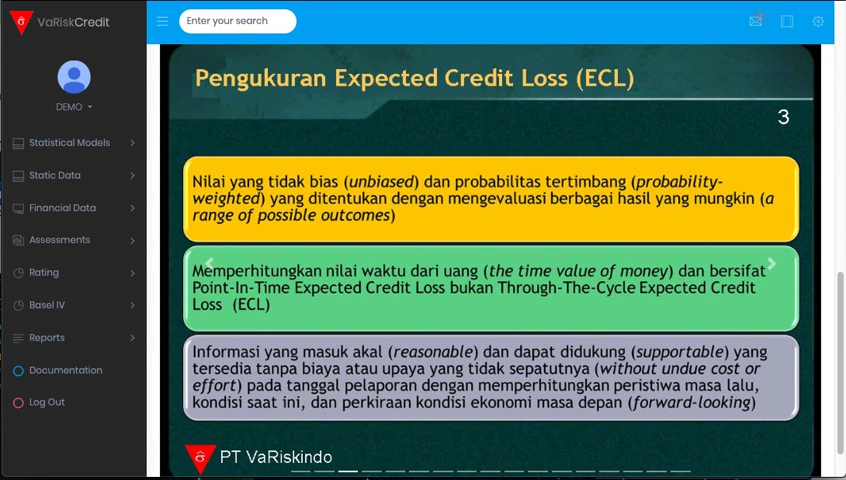 VaRiskCredit
Enter your search
DEMO
Statistical Models
Static Data
Financial Data
Assessments
Rating
Basel IV
Reports
Documentation
Log Out
Pengukuran Expected Credit Loss (ECL)
3
Nilai yang tidak bias (unbiased) dan probabilitas tertimbang (probability-
weighted) yang ditentukan dengan mengevaluasi berbagai hasil yang mungkin (a
range of possible outcomes)
Memperhitungkan nilai waktu dari uang (the time value of money) dan bersifat
Point-In-Time Expected Credit Loss bukan Through-The-Cycle Expected Credit
Loss (ECL)
Informasi yang masuk akal (reasonable) dan dapat didukung (supportable) yang
tersedia tanpa biaya atau upaya yang tidak sepatutnya (without undue cost or
effort) pada tanggal pelaporan dengan memperhitungkan peristiwa masa lalu,
kondisi saat ini, dan perkiraan kondisi ekonomi masa depan (forward-looking)
PT VaRiskindo